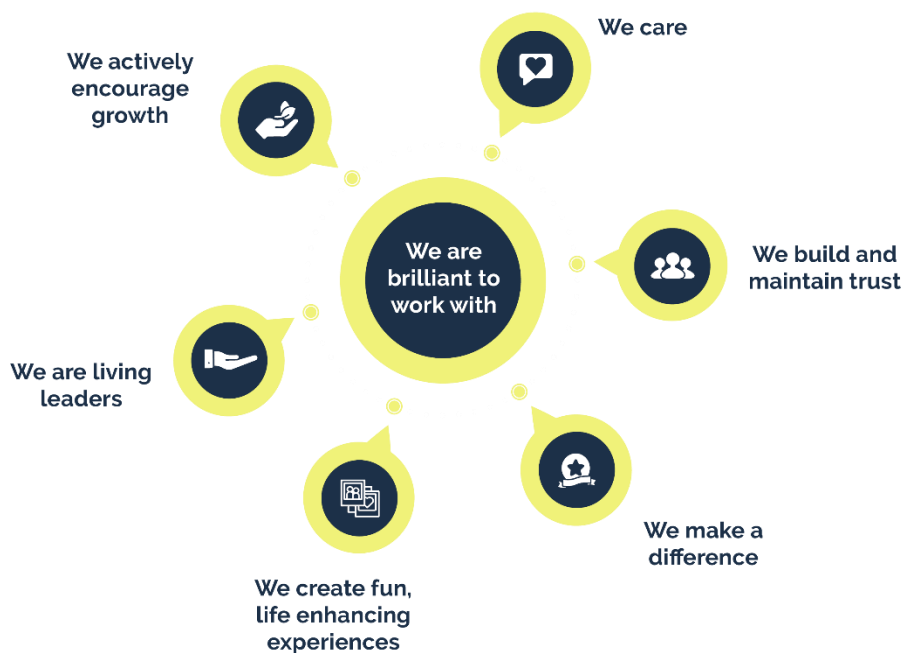 We care
We actively
encourage
growth
We are
brilliant to
work with
We build and
maintain trust
We are living
leaders
We make a
difference
We create fun,
life enhancing
experiences